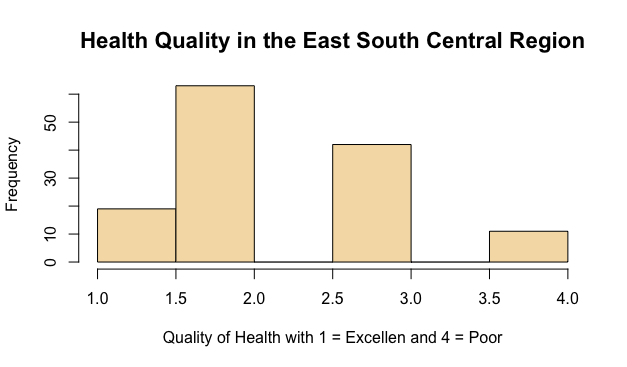 Health Quality in the East South Central Region
Frequency
50
30
10
0
1.0 1.5 2.0 2.5 3.0 3.5 4.0
Quality of Health with 1 = Excellen and 4 = Poor